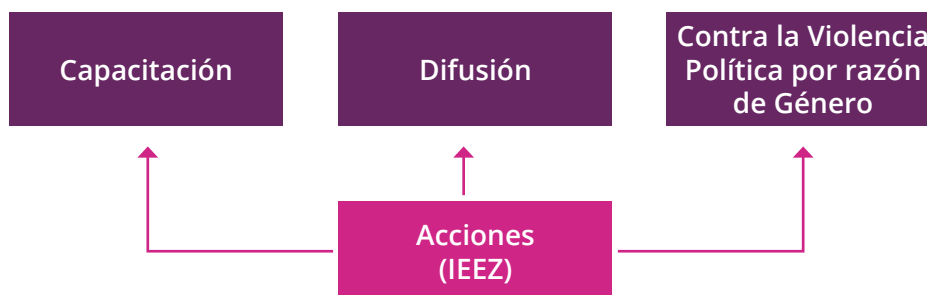 Capacitación
Difusión
Contra la Violencia
Política por razón
de Género
Acciones
(IEEZ)